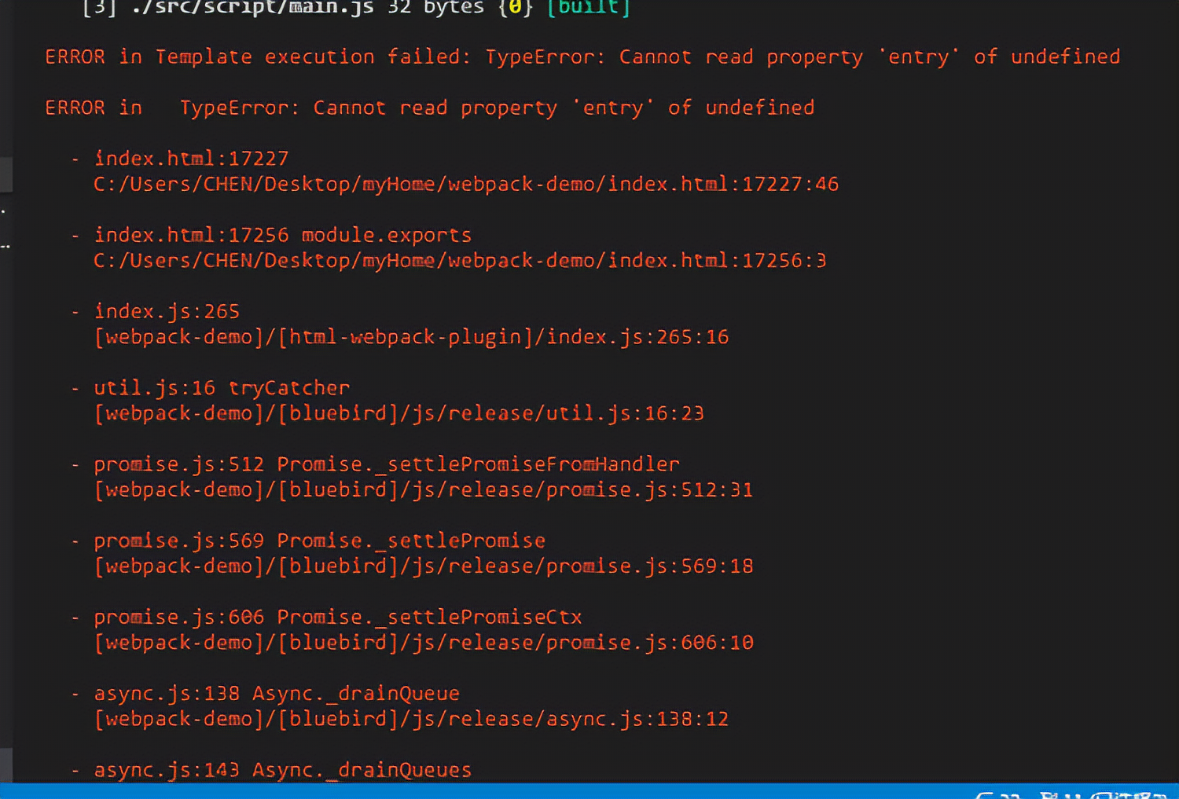 [3] ./src/script/main.js 32 bytes {0} [built]
ERROR in Template execution failed: TypeError: Cannot read property 'entry' of undefined
ERROR in   TypeError: Cannot read property 'entry' of undefined
- index.html:17227
C:/Users/CHEN/Desktop/myHome/webpack-demo/index.html:17227:46
- index.html:17256 module.exports
C:/Users/CHEN/Desktop/myHome/webpack-demo/index.html:17256:3
- index.js:265
[webpack-demo]/[html-webpack-plugin]/index.js:265:16
- util.js:16 tryCatcher
[webpack-demo]/[bluebird]/js/release/util.js:16:23
- promise.js:512 Promise._settlePromiseFromHandler
[webpack-demo]/[bluebird]/js/release/promise.js:512:31
- promise.js:569 Promise._settlePromise
[webpack-demo]/[bluebird]/js/release/promise.js:569:18
- promise.js:606 Promise._settlePromiseCtx
[webpack-demo]/[bluebird]/js/release/promise.js:606:10
- async.js:138 Async._drainQueue
[webpack-demo]/[bluebird]/js/release/async.js:138:12
- async.js:143 Async._drainQueues